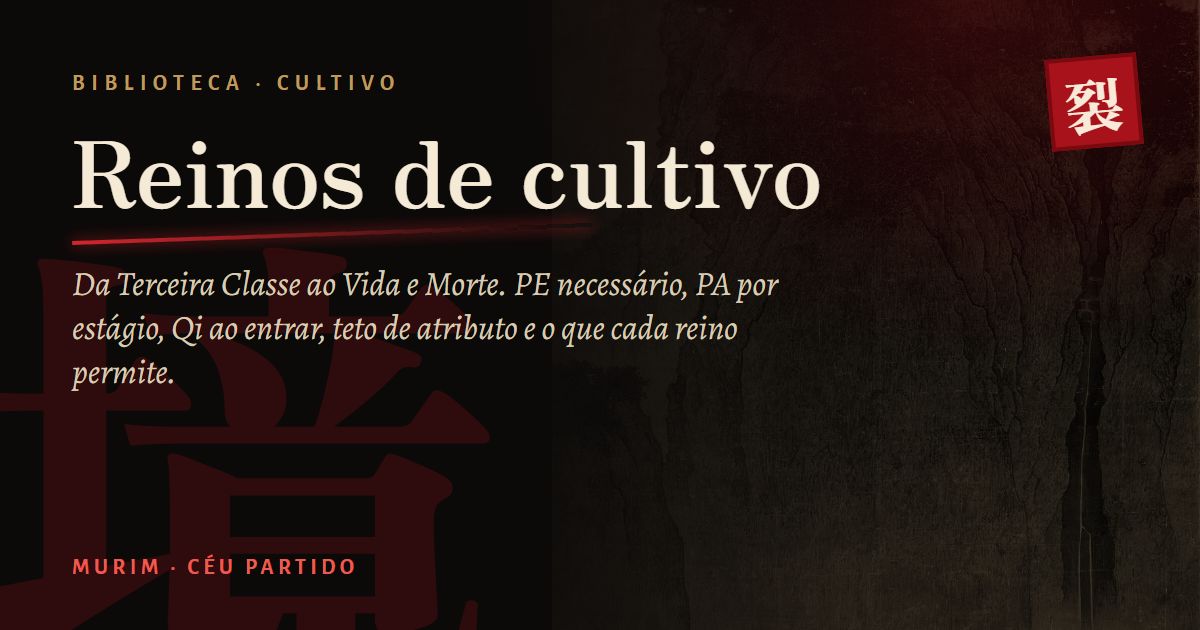 BIBLIOTECA · CULTIVO
裂
Reinos de cultivo
Da Terceira Classe ao Vida e Morte. PE necessário, PA por
estágio, Qi ao entrar, teto de atributo e o que cada reino
permite.
境
MURIM · CÉU PARTIDO